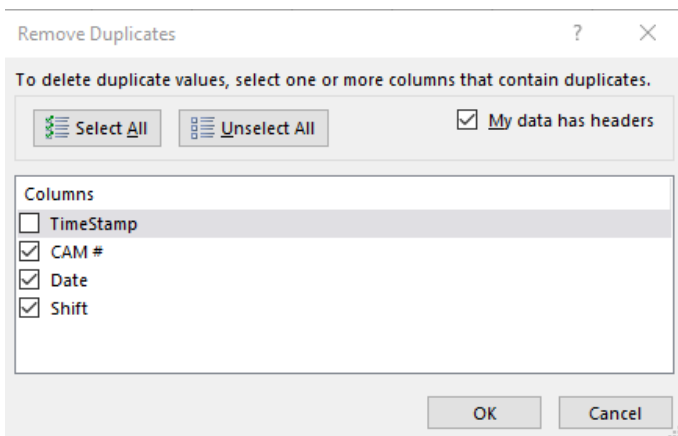 Remove Duplicates ?
To delete duplicate values, select one or more columns that contain duplicates.
Select All Unselect All My data has headers
Columns
TimeStamp
CAM #
Date
Shift
OK Cancel